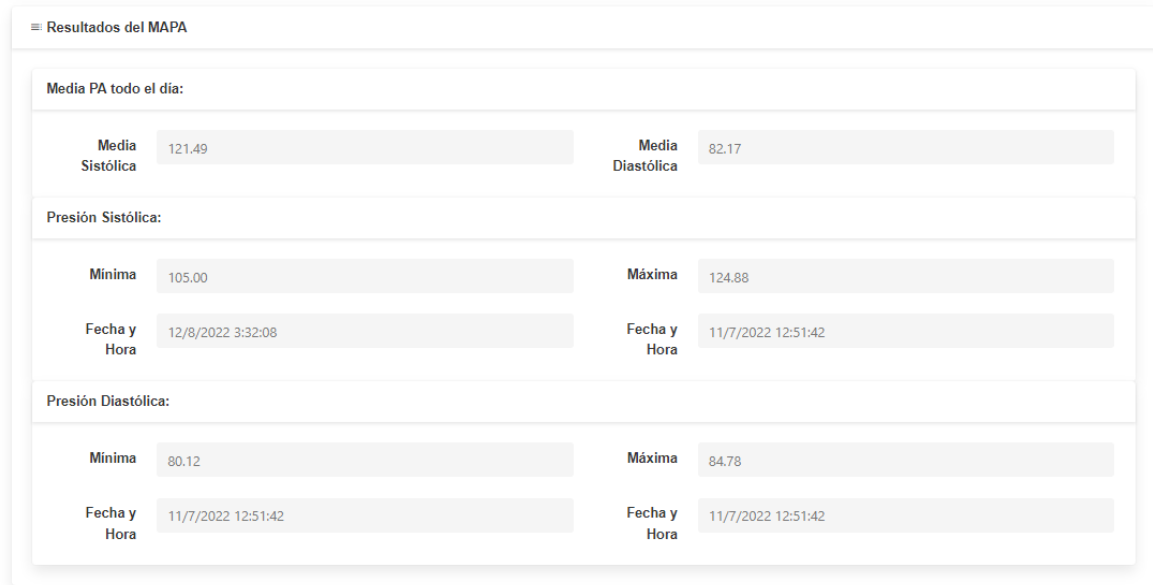 Resultados del MAPA
Media PA todo el día:
Media Sistólica 121.49 Media Diastólica 82.17
Presión Sistólica:
Mínima 105.00 Máxima 124.88
Fecha y Hora 12/8/2022 3:32:08 Fecha y Hora 11/7/2022 12:51:42
Presión Diastólica:
Mínima 80.12 Máxima 84.78
Fecha y Hora 11/7/2022 12:51:42 Fecha y Hora 11/7/2022 12:51:42